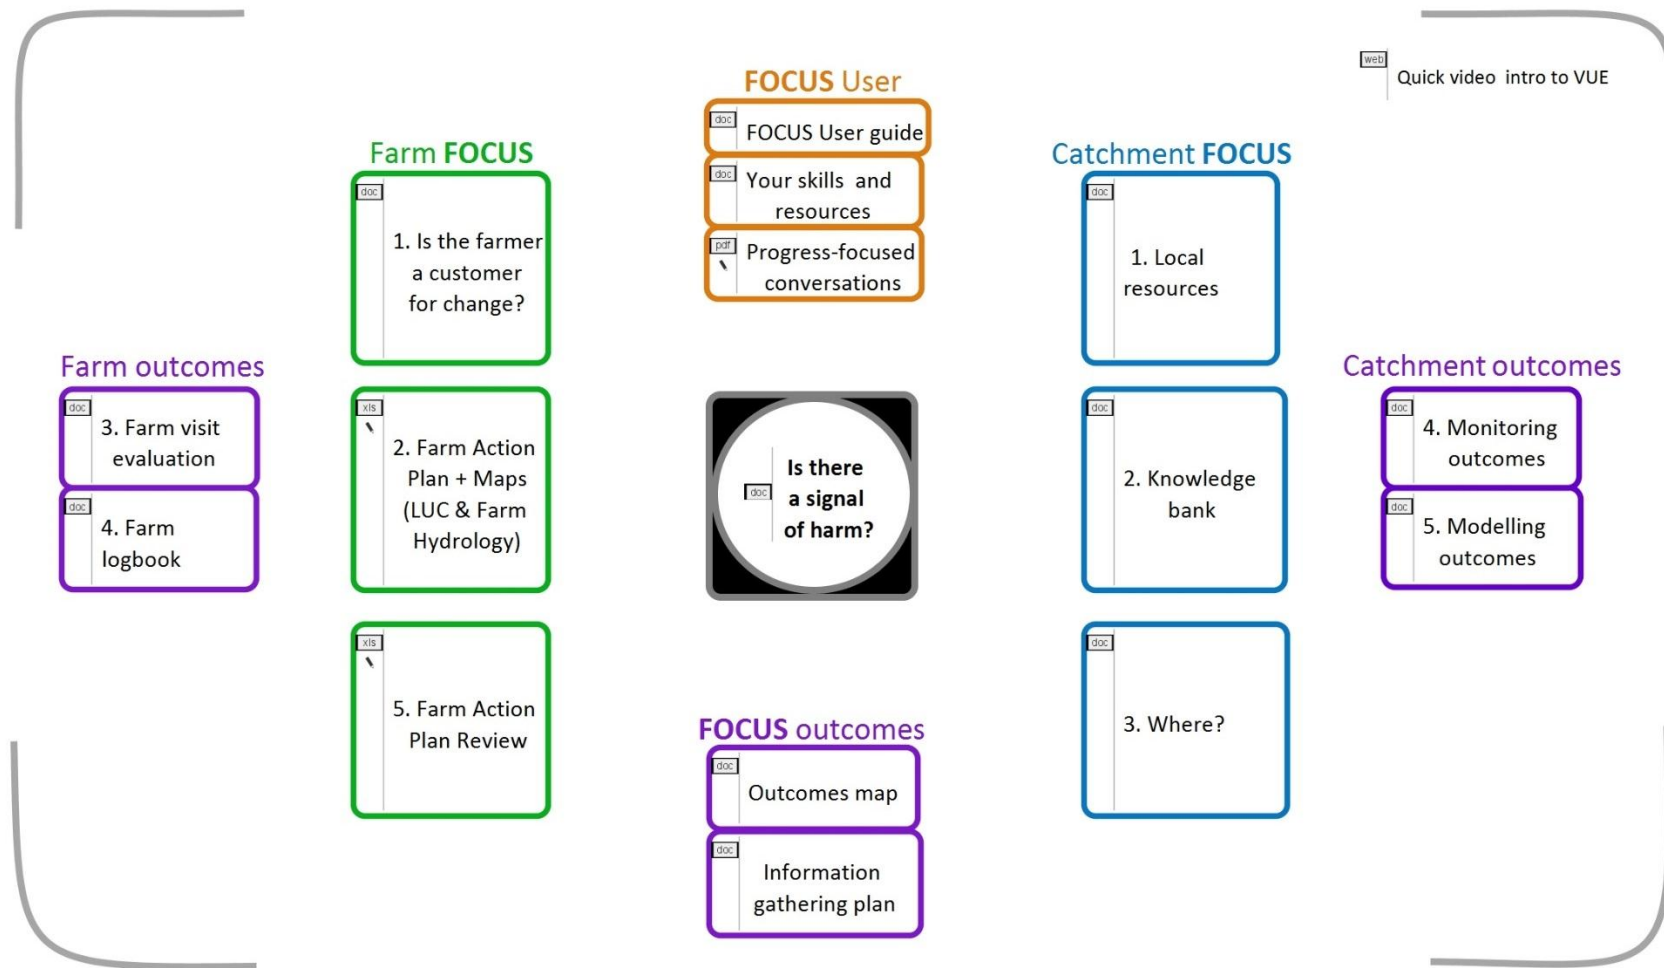 web
Quick video intro to VUE
FOCUS User
doc
FOCUS User guide
doc
Your skills and
resources
pdf
Progress-focused
conversations
Farm FOCUS
doc
1. Is the farmer
a customer
for change?
xls
2. Farm Action
Plan + Maps
(LUC & Farm
Hydrology)
xls
5. Farm Action
Plan Review
Catchment FOCUS
doc
1. Local
resources
doc
2. Knowledge
bank
doc
3. Where?
Farm outcomes
doc
3. Farm visit
evaluation
doc
4. Farm
logbook
doc
Is there
a signal
of harm?
Catchment outcomes
doc
4. Monitoring
outcomes
doc
5. Modelling
outcomes
FOCUS outcomes
doc
Outcomes map
doc
Information
gathering plan